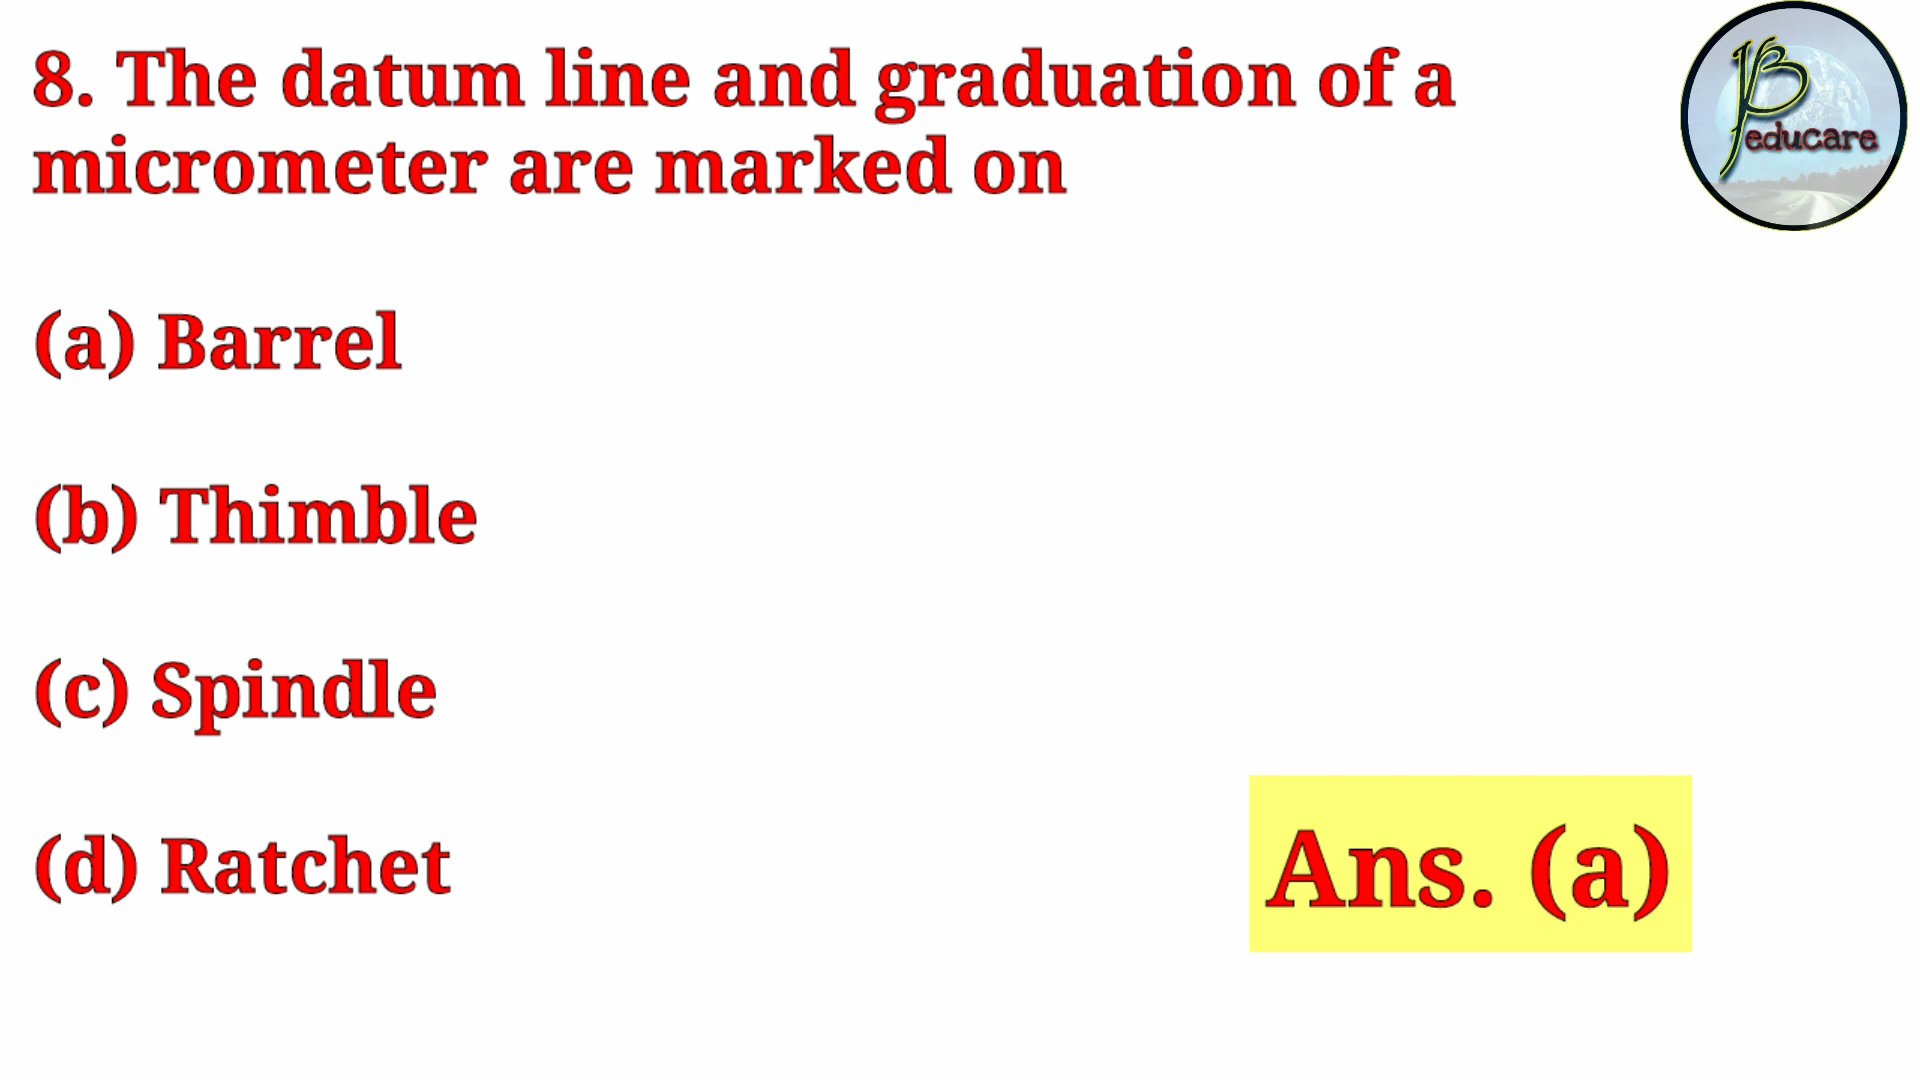 8. The datum line and graduation of a
micrometer are marked on
(a) Barrel
(b) Thimble
(c) Spindle
(d) Ratchet
Ans. (a)
educare